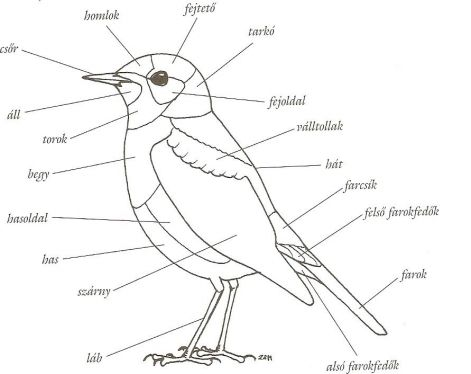 homlok
fejtető
tarkó
csőr
áll
fejoldal
torok
válltollak
begy
hát
farcsík
hasoldal
felső farokfedők
has
farok
szárny
láb
alsó farokfedők